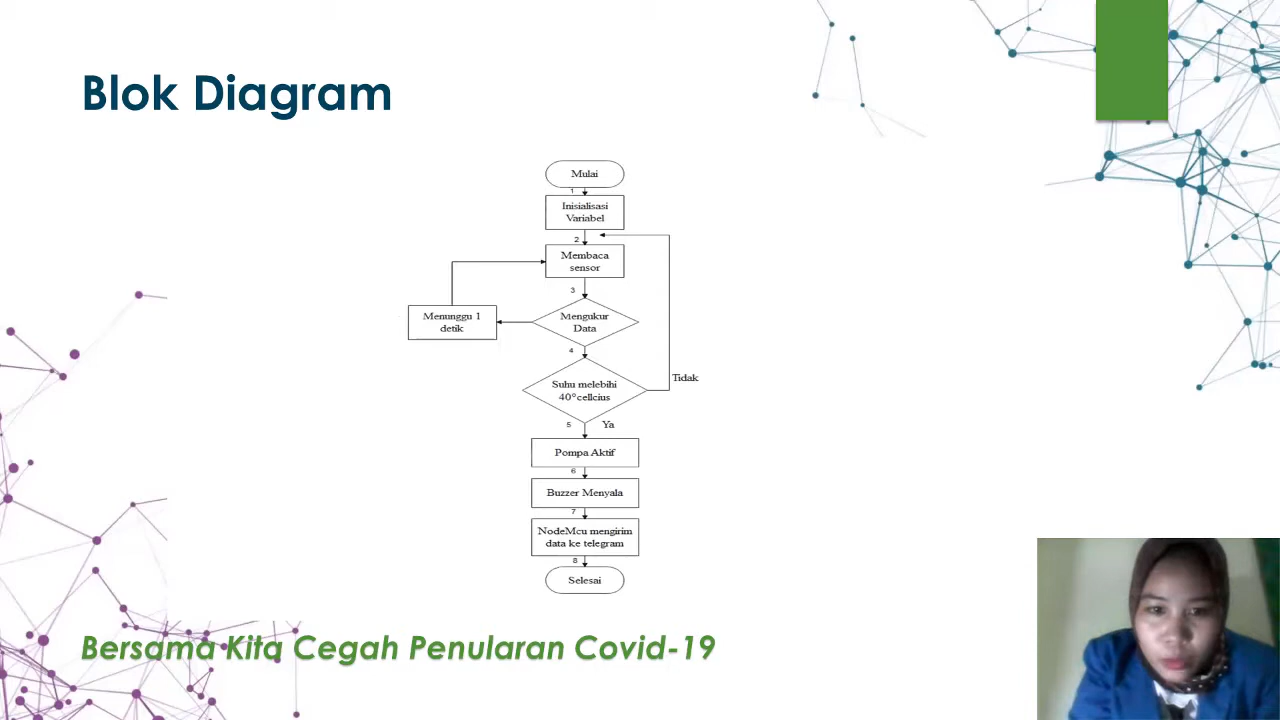 Blok Diagram
Mulai
1
Inisialisasi
Variabel
2
Membaca
sensor
3
Menunggu 1
detik
Mengukur
Data
4
Tidak
Suhu melebihi
40°cellcius
5
Ya
Pompa Aktif
6
Buzzer Menyala
7
NodeMcu mengirim
data ke telegram
8
Selesai
Bersama Kita Cegah Penularan Covid-19